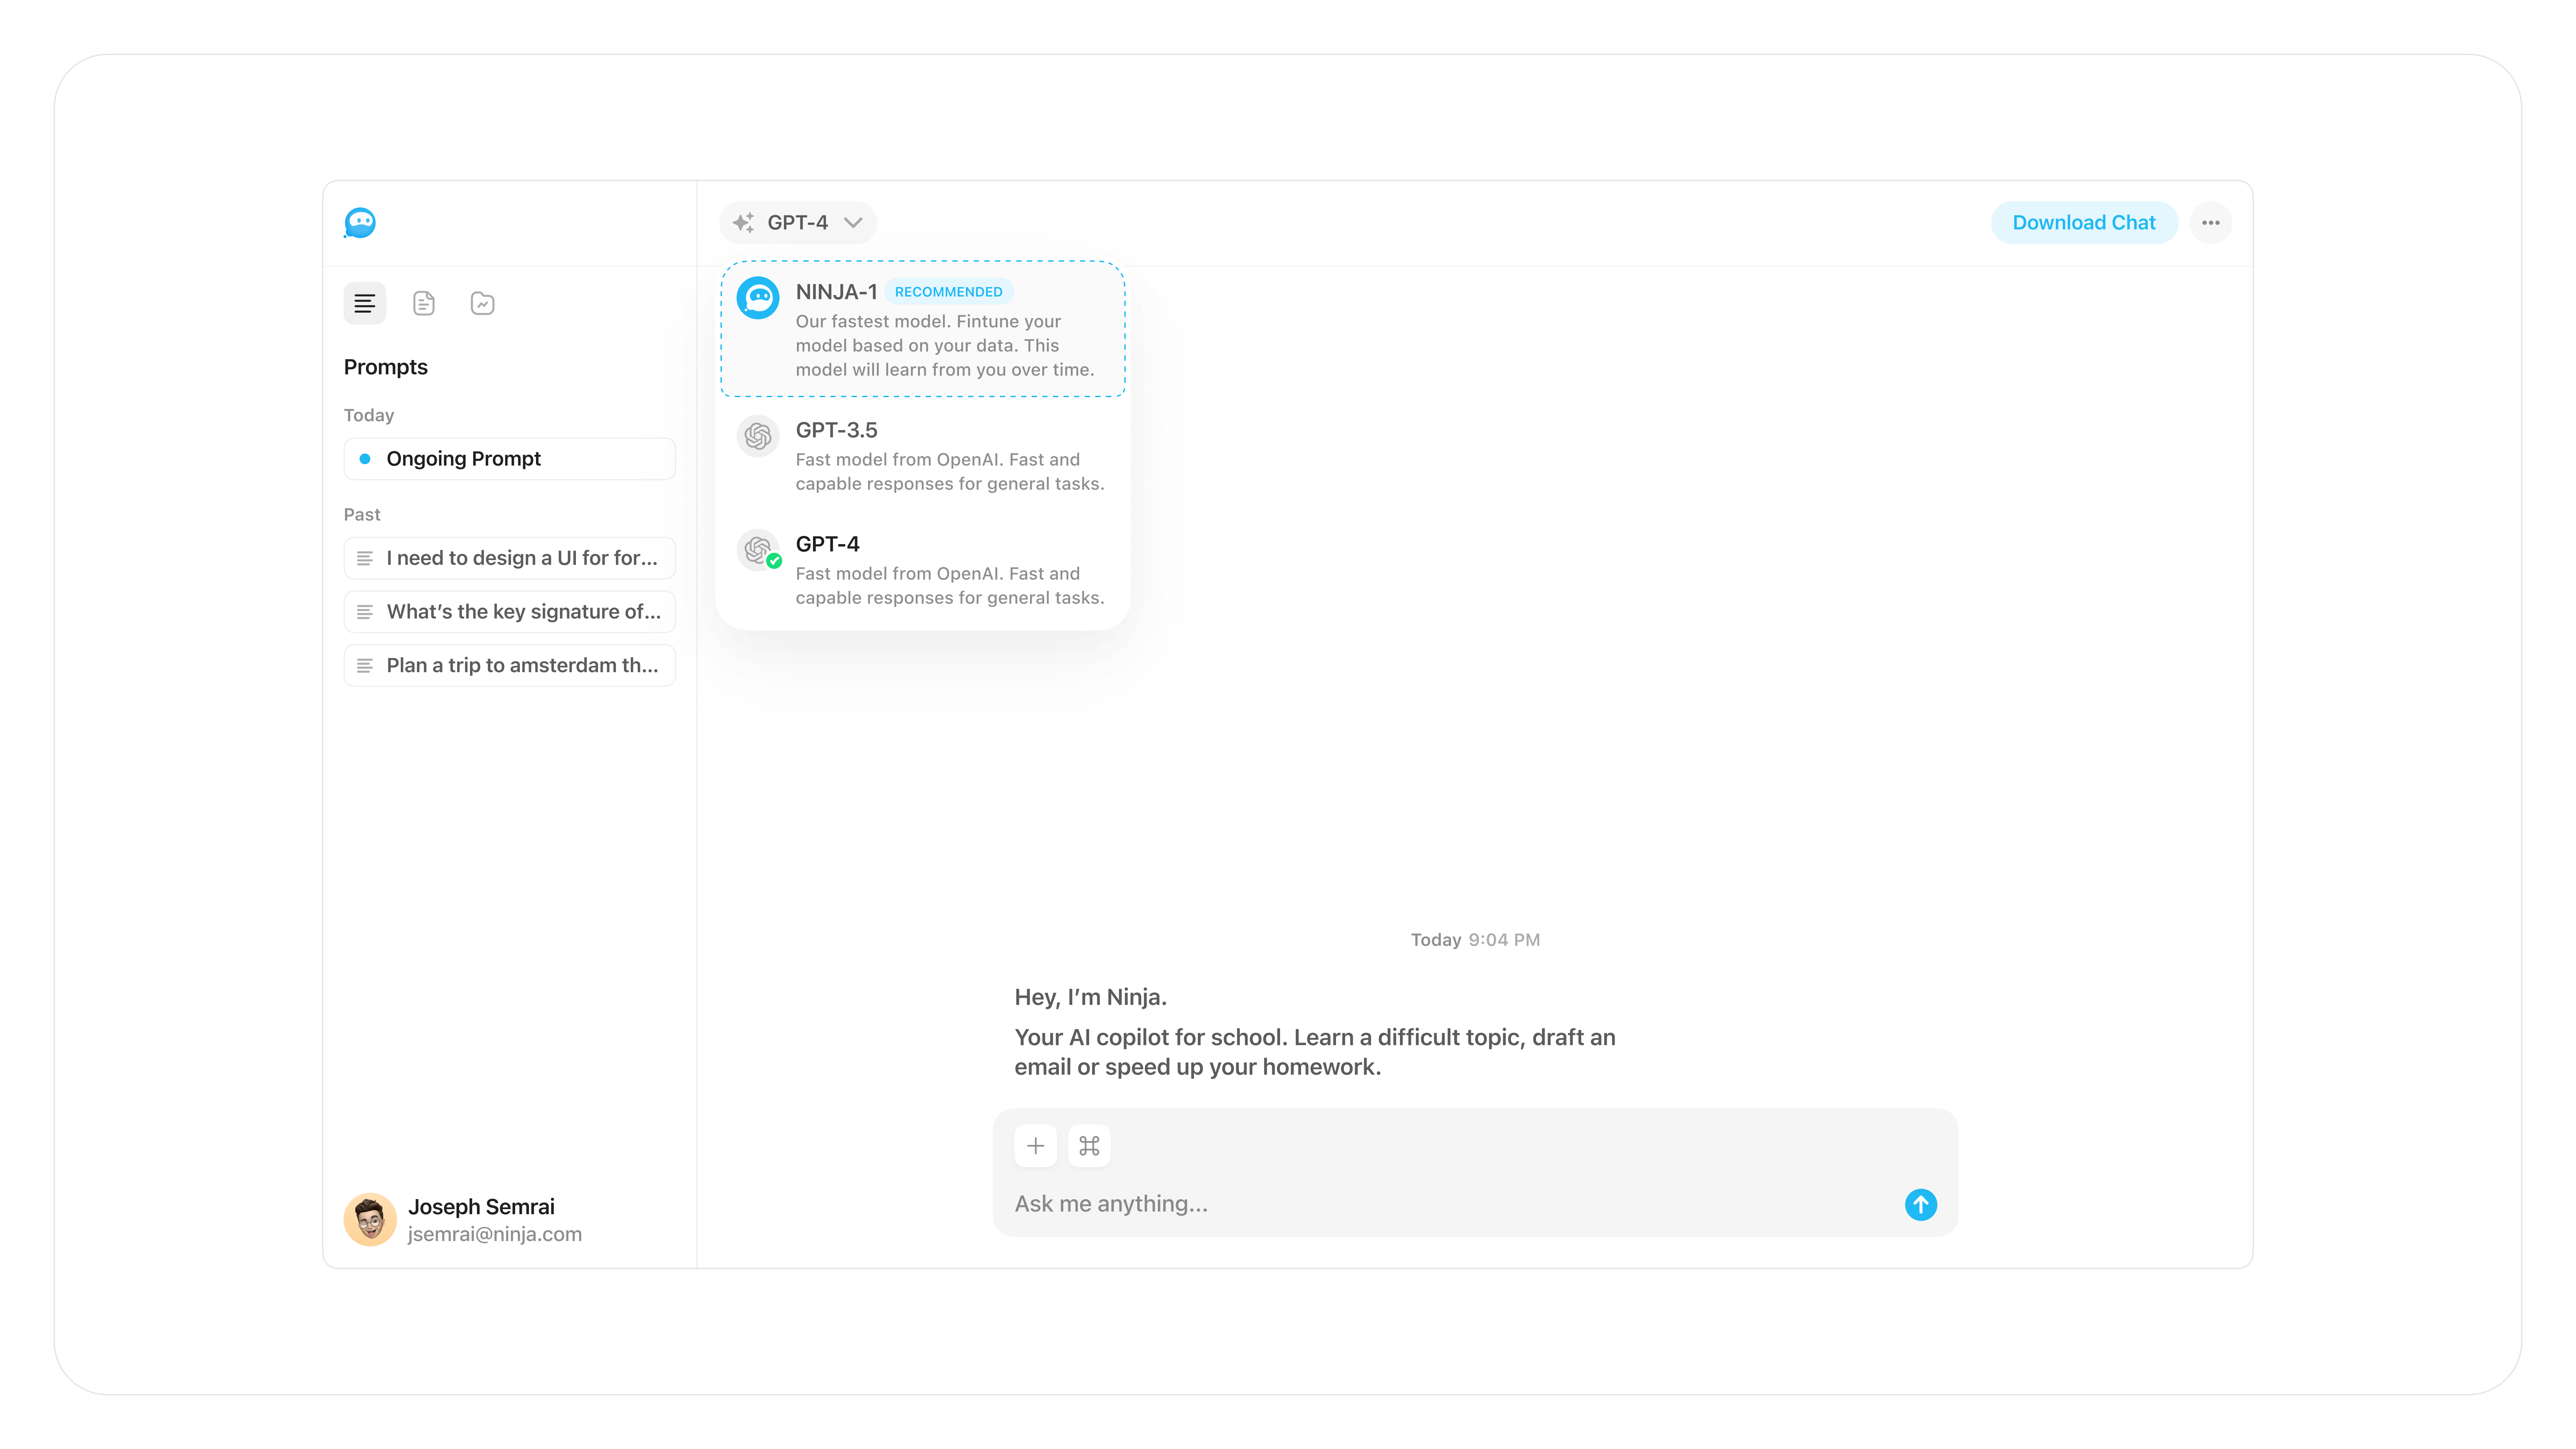 GPT-4
Download Chat
Prompts
Today
Ongoing Prompt
Past
I need to design a UI for for...
What’s the key signature of...
Plan a trip to amsterdam th...
Joseph Semrai
jsemrai@ninja.com
NINJA-1 RECOMMENDED
Our fastest model. Fintune your
model based on your data. This
model will learn from you over time.
GPT-3.5
Fast model from OpenAI. Fast and
capable responses for general tasks.
GPT-4
Fast model from OpenAI. Fast and
capable responses for general tasks.
Today 9:04 PM
Hey, I’m Ninja.
Your AI copilot for school. Learn a difficult topic, draft an
email or speed up your homework.
Ask me anything...